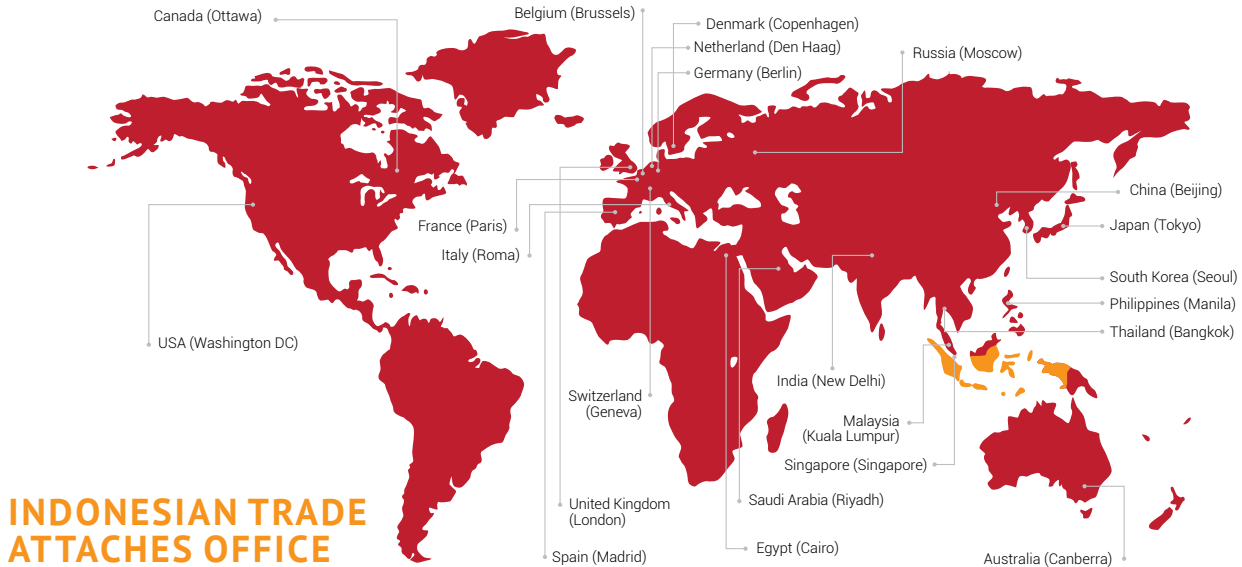 Canada (Ottawa)
Belgium (Brussels)
Denmark (Copenhagen)
Netherland (Den Haag)
Germany (Berlin)
Russia (Moscow)
China (Beijing)
Japan (Tokyo)
France (Paris)
Italy (Roma)
South Korea (Seoul)
Philippines (Manila)
Thailand (Bangkok)
USA (Washington DC)
India (New Delhi)
Switzerland
(Geneva)
Malaysia
(Kuala Lumpur)
Singapore (Singapore)
Saudi Arabia (Riyadh)
United Kingdom
(London)
Egypt (Cairo)
Spain (Madrid)
Australia (Canberra)
INDONESIAN TRADE
ATTACHES OFFICE